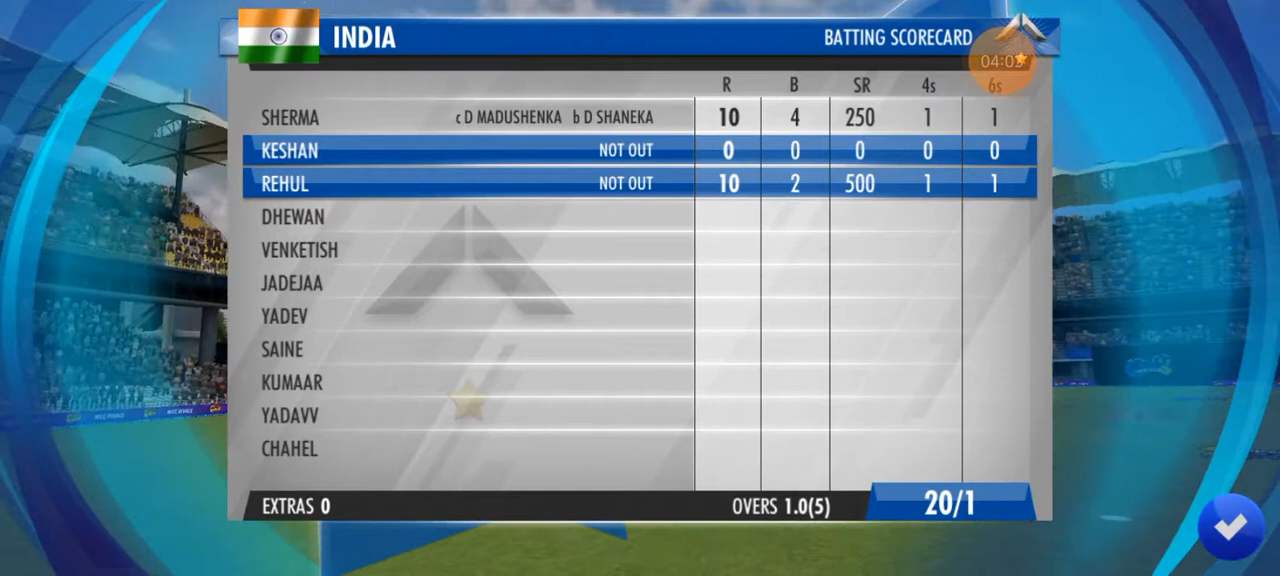 INDIA BATTING SCORECARD
04:02
R B SR 4s 6s
SHERMA c D MADUSHENKA b D SHANEKA 10 4 250 1 1
KESHAN NOT OUT 0 0 0 0 0
REHUL NOT OUT 10 2 500 1 1
DHEWAN
VENKETISH
JADEJAA
YADEV
SAINE
KUMAAR
YADAVV
CHAHEL
EXTRAS 0 OVERS 1.0(5) 20/1